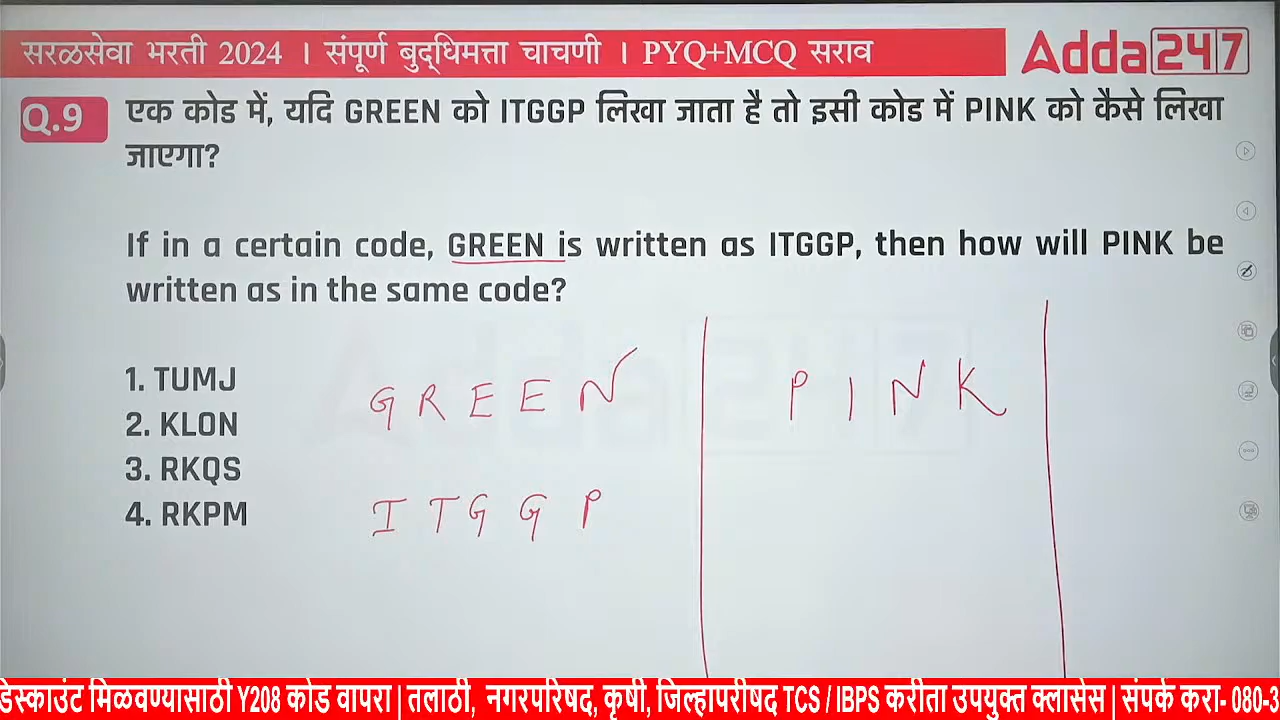 सरळसेवा भरती 2024 । संपूर्ण बुद्धिमत्ता चाचणी । PYQ+MCQ सराव
Adda247
Q.9
एक कोड में, यदि GREEN को ITGGP लिखा जाता है तो इसी कोड में PINK को कैसे लिखा
जाएगा?
If in a certain code, GREEN is written as ITGGP, then how will PINK be
written as in the same code?
1. TUMJ
2. KLON
3. RKQS
4. RKPM
G R E E N
P I N K
I T G G P
डिस्काउंट मिळवण्यासाठी Y208 कोड वापरा | तलाठी, नगरपरिषद, कृषी, जिल्हापरीषद TCS / IBPS करीता उपयुक्त क्लासेस | संपर्क करा- 080-3